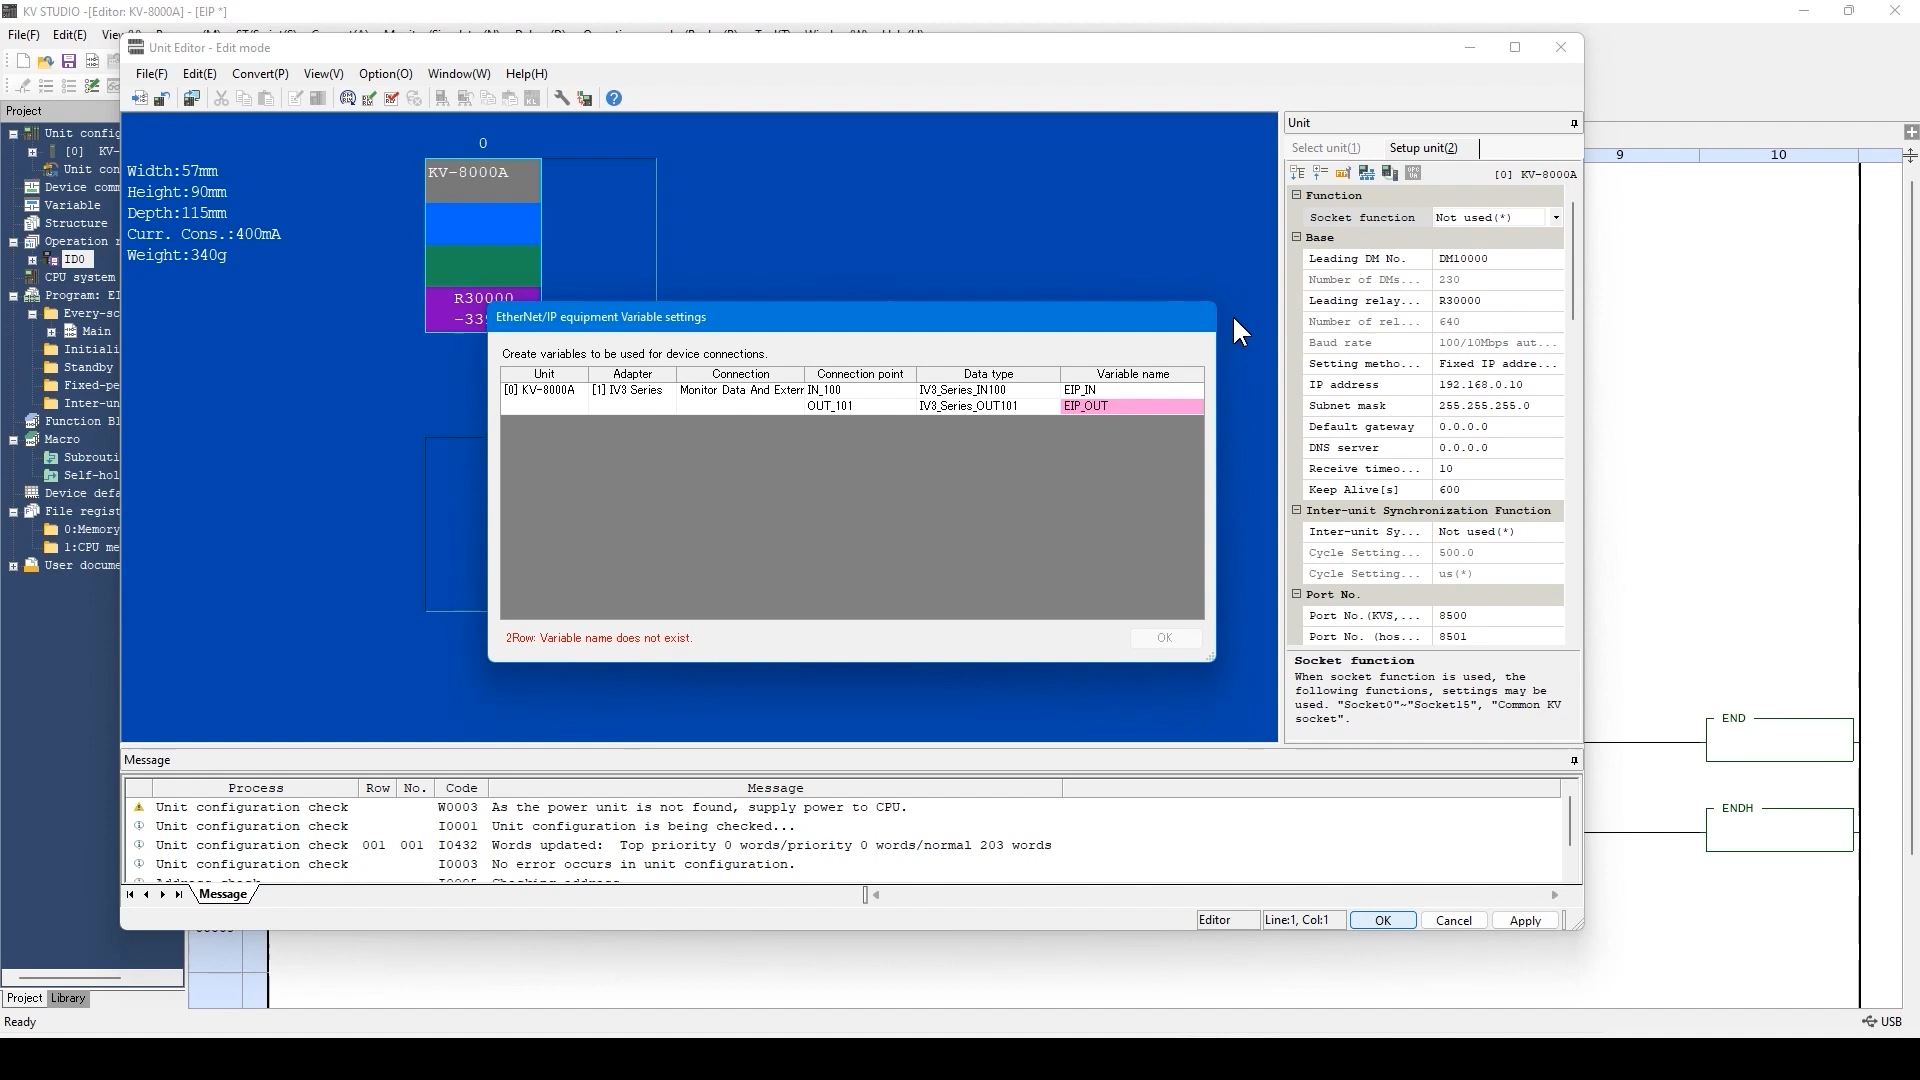 KV STUDIO -[Editor: KV-8000A] - [EIP *]
File(F) Edit(E)
Unit Editor - Edit mode
File(F) Edit(E) Convert(P) View(V) Option(O) Window(W) Help(H)
Project
Unit config
[0] KV-
Unit con
Device comm
Variable
Structure
Operation r
ID0
CPU system
Program: EI
Every-sc
Main
Initiali
Standby
Fixed-pe
Inter-un
Function Bl
Macro
Subrouti
Self-hol
Device defa
File regist
0:Memory
1:CPU me
User docume
Project Library
Ready
0
Width:57mm
Height:90mm
Depth:115mm
Curr. Cons.:400mA
Weight:340g
KV-8000A
R30000
EtherNet/IP equipment Variable settings
Create variables to be used for device connections.
Unit Adapter Connection Connection point Data type Variable name
[0] KV-8000A [1] IV3 Series Monitor Data And Extern IN_100 IV3_Series_IN100 EIP_IN
OUT_101 IV3_Series_OUT101 EIP_OUT
2Row: Variable name does not exist.
OK
Unit
Select unit(1) Setup unit(2)
[0] KV-8000A
Function
Socket function Not used(*)
Base
Leading DM No. DM10000
Number of DMs... 230
Leading relay... R30000
Number of rel... 640
Baud rate 100/10Mbps aut...
Setting metho... Fixed IP addre...
IP address 192.168.0.10
Subnet mask 255.255.255.0
Default gateway 0.0.0.0
DNS server 0.0.0.0
Receive timeo... 10
Keep Alive[s] 600
Inter-unit Synchronization Function
Inter-unit Sy... Not used(*)
Cycle Setting... 500.0
Cycle Setting... us(*)
Port No.
Port No.(KVS,... 8500
Port No. (hos... 8501
Socket function
When socket function is used, the
following functions, settings may be
used. "Socket0"~"Socket15", "Common KV
socket".
9 10
END
ENDH
Message
Process Row No. Code Message
Unit configuration check W0003 As the power unit is not found, supply power to CPU.
Unit configuration check I0001 Unit configuration is being checked...
Unit configuration check 001 001 I0432 Words updated: Top priority 0 words/priority 0 words/normal 203 words
Unit configuration check I0003 No error occurs in unit configuration.
Message
Editor Line:1, Col:1 OK Cancel Apply
USB